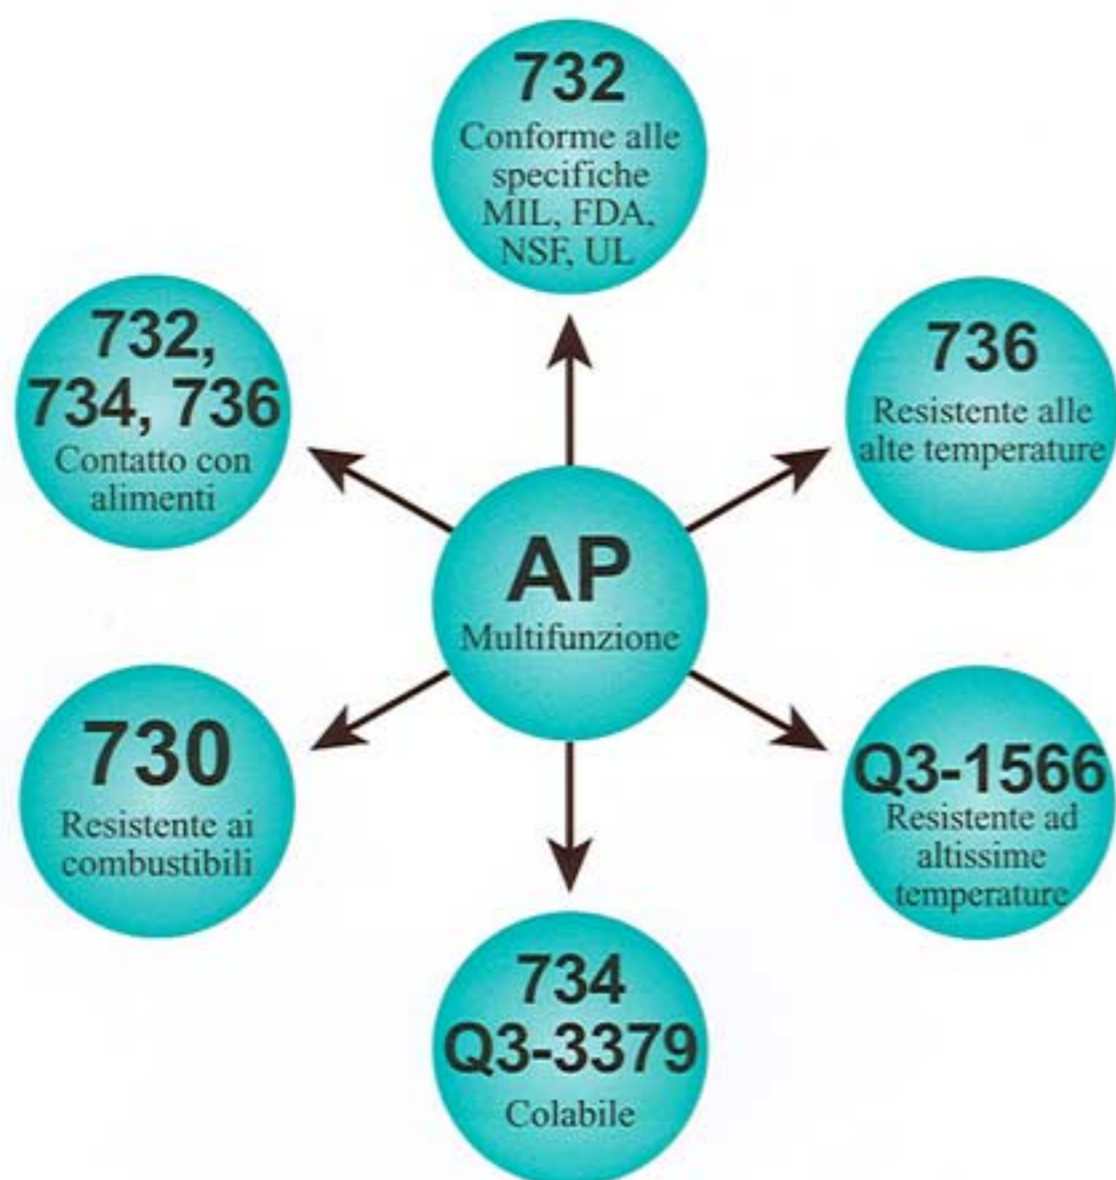 732
Conforme alle
specifiche
MIL, FDA,
NSF, UL
732,
734, 736
Contatto con
alimenti
736
Resistente alle
alte temperature
AP
Multifunzione
730
Resistente ai
combustibili
Q3-1566
Resistente ad
altissime
temperature
734
Q3-3379
Colabile